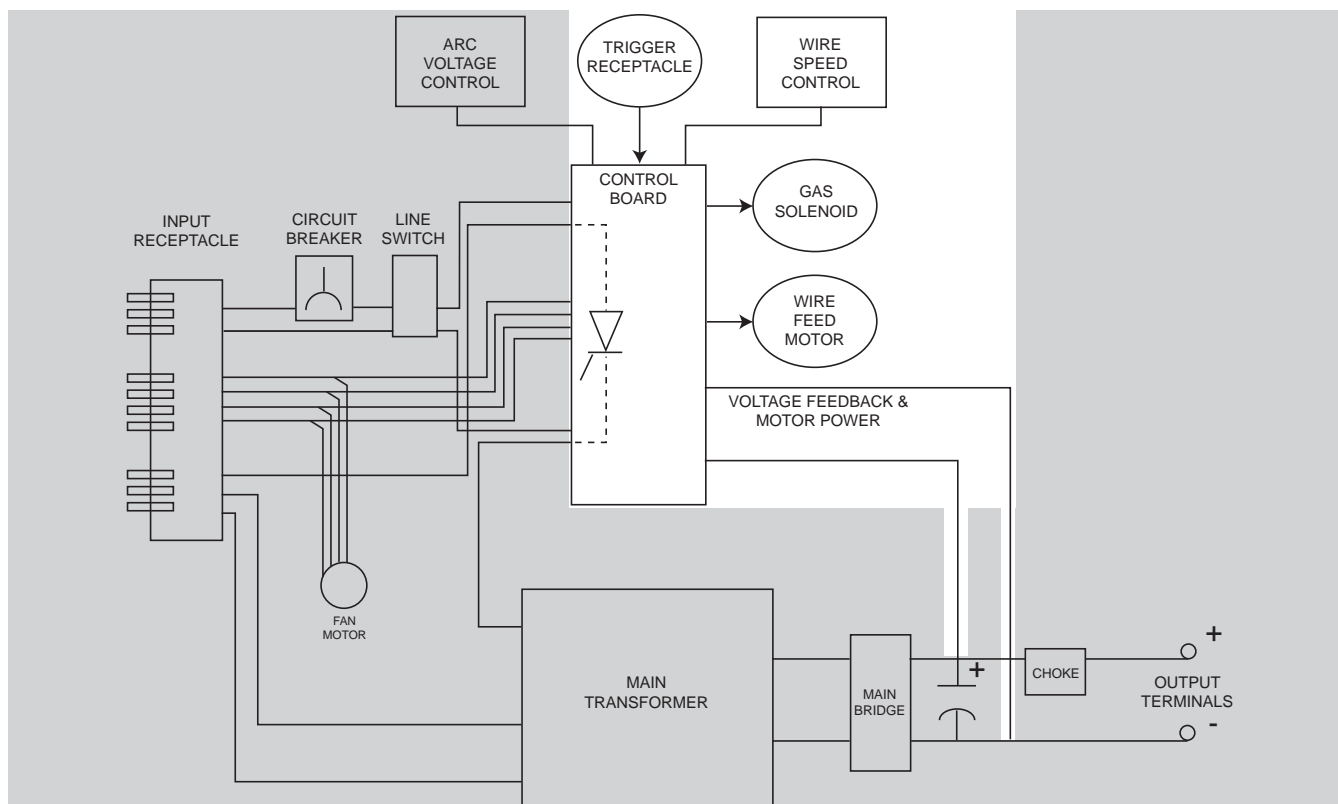 ARC
VOLTAGE
CONTROL
TRIGGER
RECEPTACLE
WIRE
SPEED
CONTROL
CONTROL
BOARD
GAS
SOLENOID
INPUT
RECEPTACLE
CIRCUIT
BREAKER
LINE
SWITCH
WIRE
FEED
MOTOR
VOLTAGE FEEDBACK &
MOTOR POWER
FAN
MOTOR
MAIN
TRANSFORMER
MAIN
BRIDGE
+
CHOKE
+
OUTPUT
TERMINALS
-